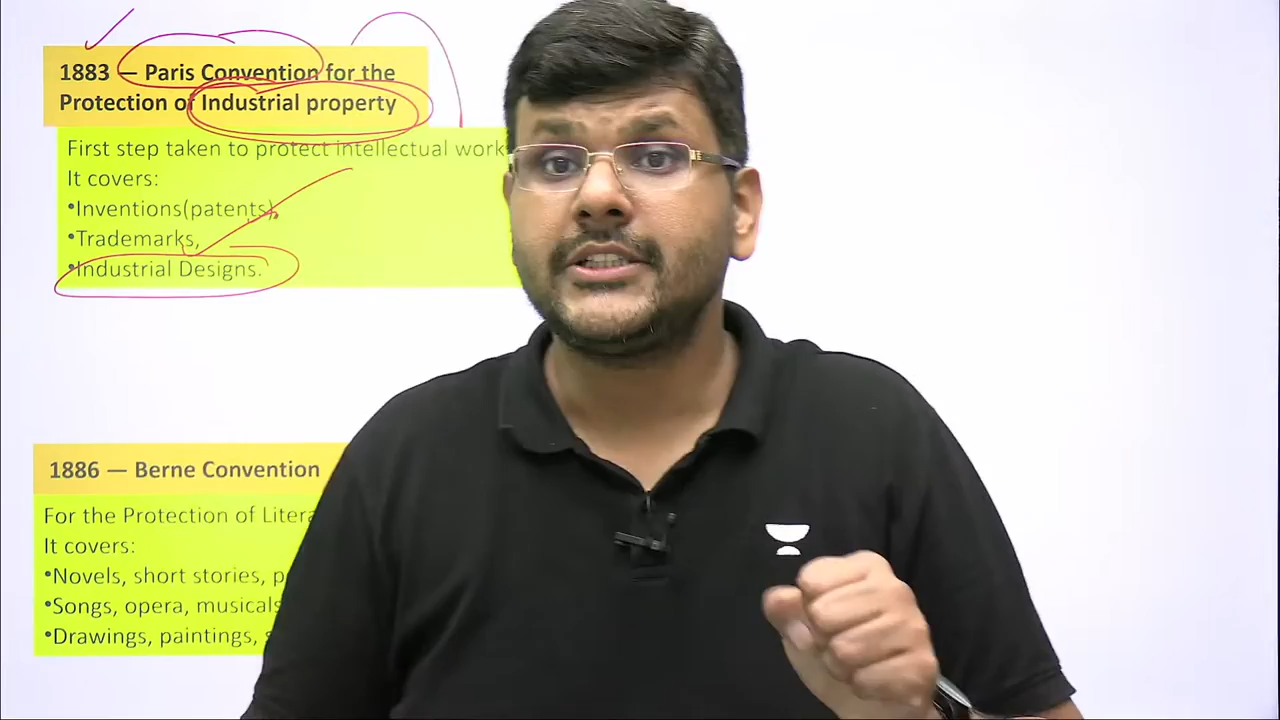 1883 — Paris Convention for the
Protection of Industrial property
First step taken to protect intellectual work
It covers:
•Inventions(patents),
•Trademarks,
•Industrial Designs.
1886 — Berne Convention
For the Protection of
It covers:
•Novels, short stories,
•Songs, opera, musicals
•Drawings, paintings,